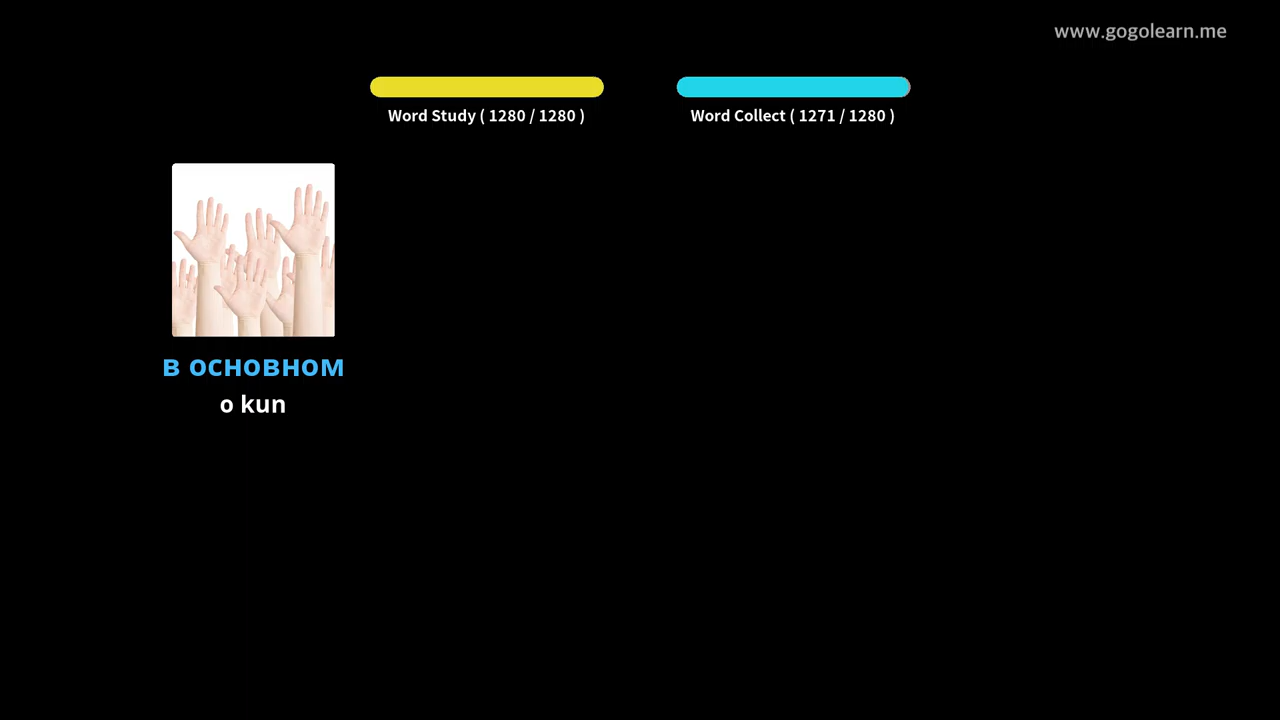 www.gogolearn.me
Word Study ( 1280 / 1280 )
Word Collect ( 1271 / 1280 )
в основном
o kun